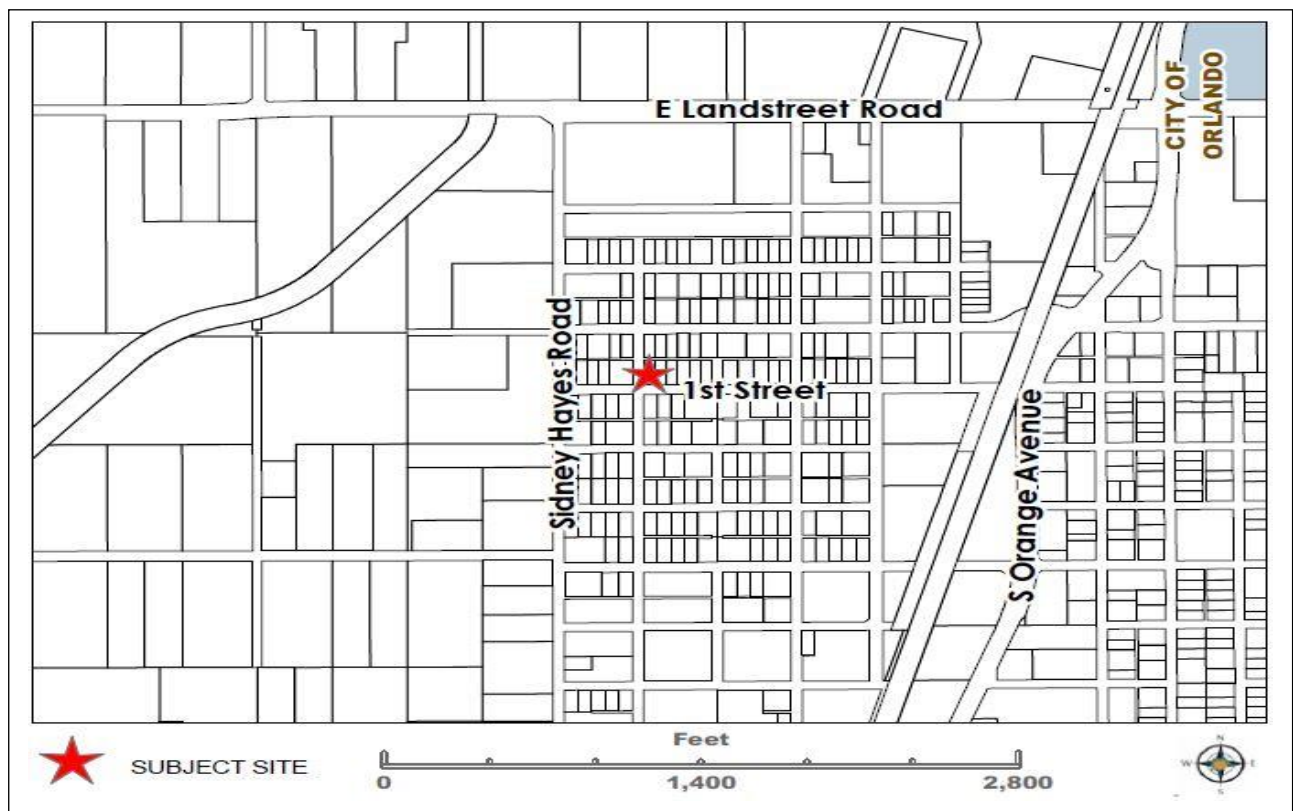 E Landstreet Road
CITY OF
ORLANDO
Sidney Hayes Road
1st Street
S Orange Avenue
SUBJECT SITE
Feet
0 1,400 2,800
N
W E
S